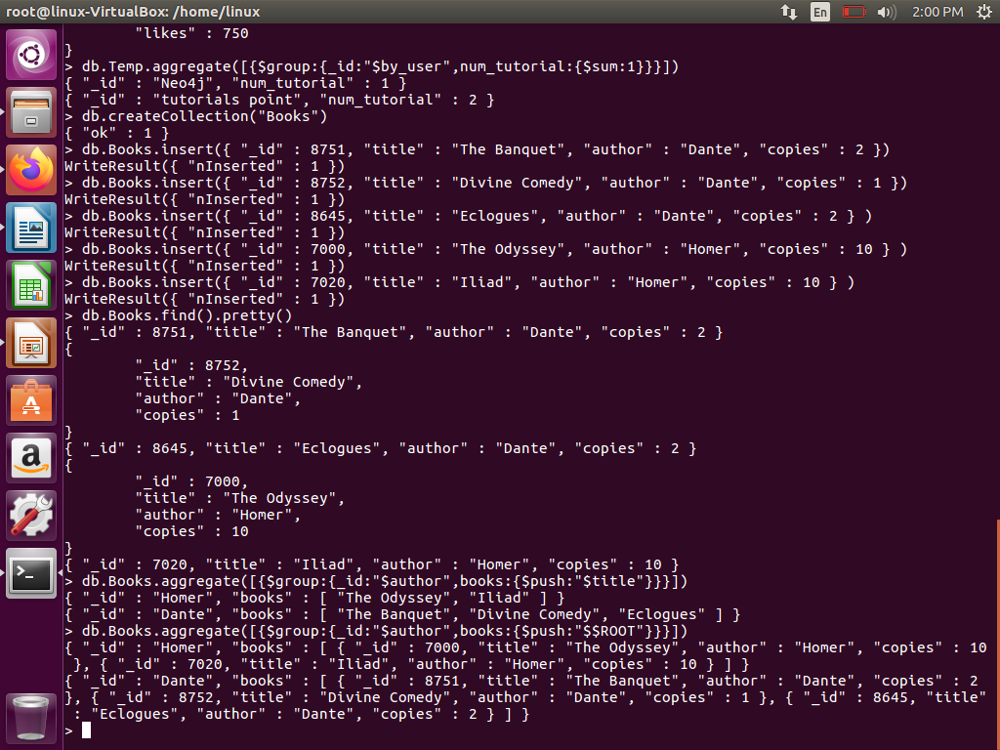 root@linux-VirtualBox: /home/linux
En
2:00 PM
"likes" : 750
}
> db.Temp.aggregate([{$group:{_id:"$by_user",num_tutorial:{$sum:1}}}])
{ "_id" : "Neo4j", "num_tutorial" : 1 }
{ "_id" : "tutorials point", "num_tutorial" : 2 }
> db.createCollection("Books")
{ "ok" : 1 }
> db.Books.insert({ "_id" : 8751, "title" : "The Banquet", "author" : "Dante", "copies" : 2 })
WriteResult({ "nInserted" : 1 })
> db.Books.insert({ "_id" : 8752, "title" : "Divine Comedy", "author" : "Dante", "copies" : 1 })
WriteResult({ "nInserted" : 1 })
> db.Books.insert({ "_id" : 8645, "title" : "Eclogues", "author" : "Dante", "copies" : 2 } )
WriteResult({ "nInserted" : 1 })
> db.Books.insert({ "_id" : 7000, "title" : "The Odyssey", "author" : "Homer", "copies" : 10 } )
WriteResult({ "nInserted" : 1 })
> db.Books.insert({ "_id" : 7020, "title" : "Iliad", "author" : "Homer", "copies" : 10 } )
WriteResult({ "nInserted" : 1 })
> db.Books.find().pretty()
{ "_id" : 8751, "title" : "The Banquet", "author" : "Dante", "copies" : 2 }
{
"_id" : 8752,
"title" : "Divine Comedy",
"author" : "Dante",
"copies" : 1
}
{ "_id" : 8645, "title" : "Eclogues", "author" : "Dante", "copies" : 2 }
{
"_id" : 7000,
"title" : "The Odyssey",
"author" : "Homer",
"copies" : 10
}
{ "_id" : 7020, "title" : "Iliad", "author" : "Homer", "copies" : 10 }
> db.Books.aggregate([{$group:{_id:"$author",books:{$push:"$title"}}}])
{ "_id" : "Homer", "books" : [ "The Odyssey", "Iliad" ] }
{ "_id" : "Dante", "books" : [ "The Banquet", "Divine Comedy", "Eclogues" ] }
> db.Books.aggregate([{$group:{_id:"$author",books:{$push:"$$ROOT"}}}])
{ "_id" : "Homer", "books" : [ { "_id" : 7000, "title" : "The Odyssey", "author" : "Homer", "copies" : 10
 }, { "_id" : 7020, "title" : "Iliad", "author" : "Homer", "copies" : 10 } ] }
{ "_id" : "Dante", "books" : [ { "_id" : 8751, "title" : "The Banquet", "author" : "Dante", "copies" : 2
}, { "_id" : 8752, "title" : "Divine Comedy", "author" : "Dante", "copies" : 1 }, { "_id" : 8645, "title"
 : "Eclogues", "author" : "Dante", "copies" : 2 } ] }
>